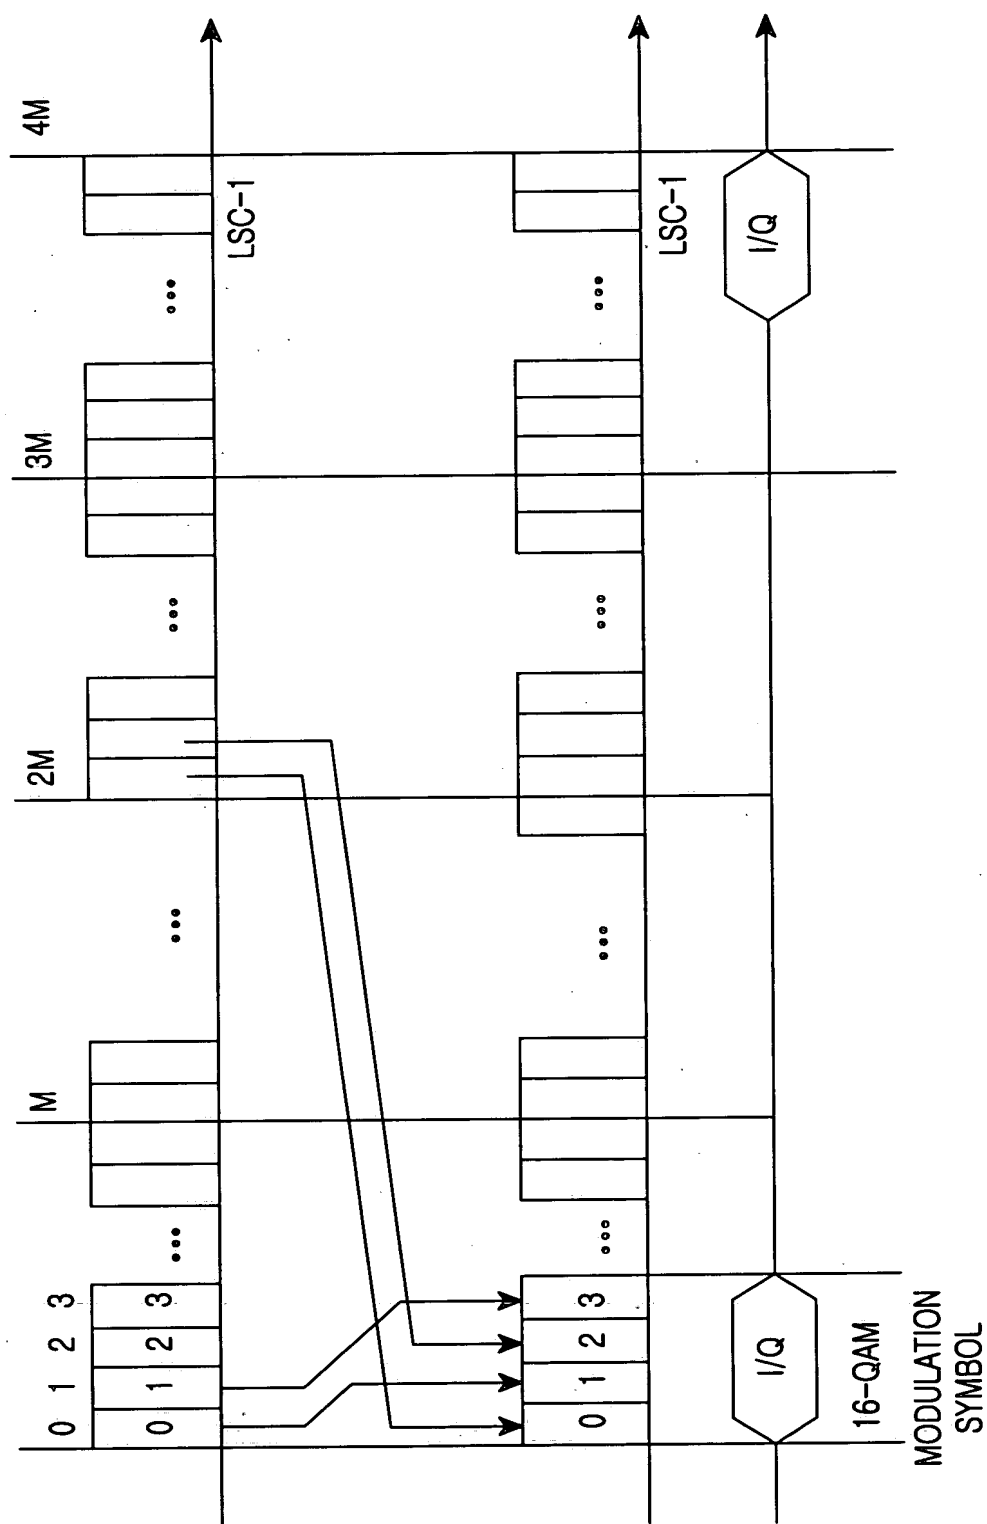 M
2M
3M
4M
0 1 2 3
0 1 2 3
LSC-1
0 1 2 3
LSC-1
I/Q
I/Q
16-QAM
MODULATION
SYMBOL